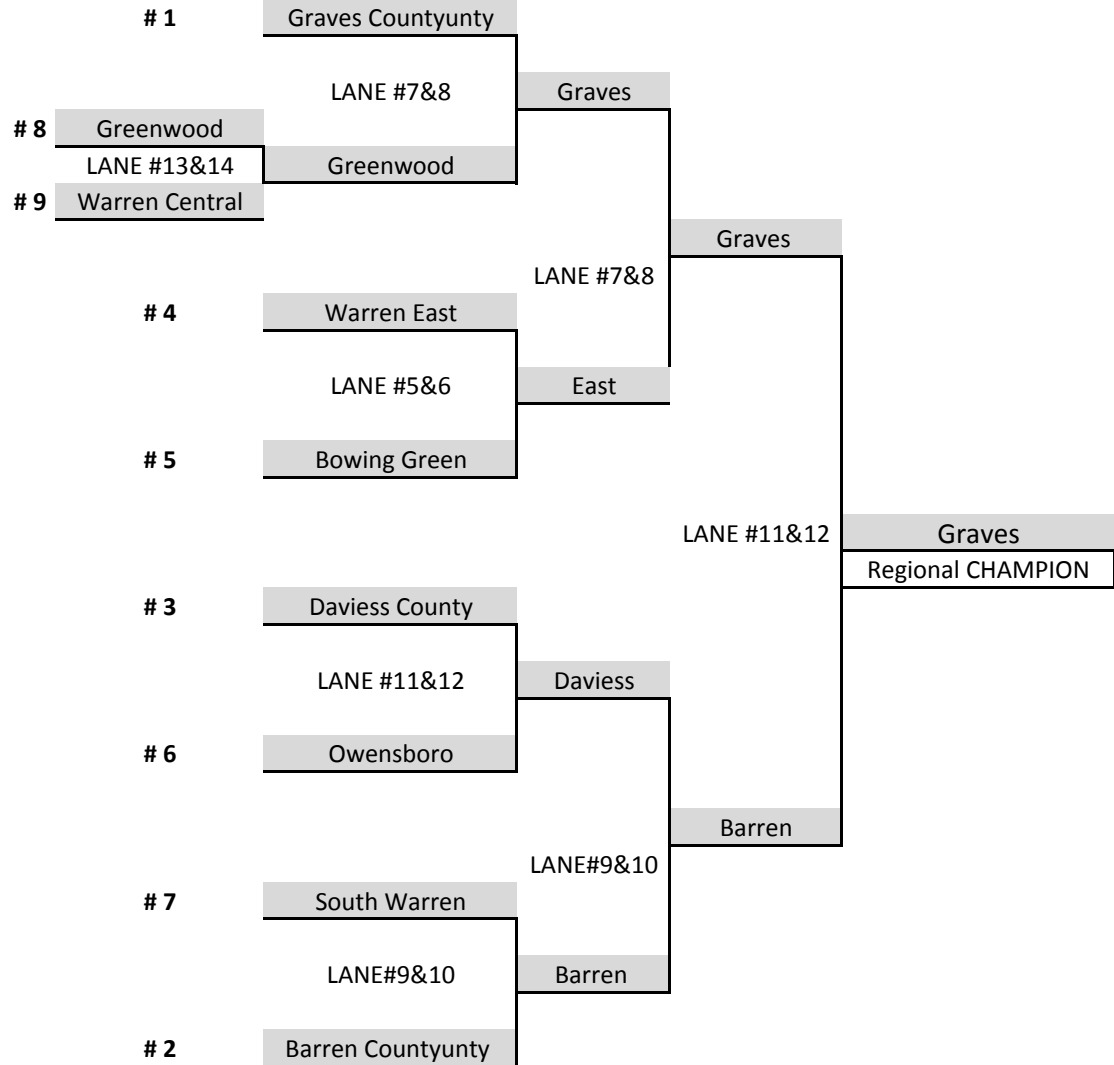 # 1 Graves Countyunty
LANE #7&8 Graves
# 8 Greenwood
LANE #13&14 Greenwood
# 9 Warren Central
Graves
LANE #7&8
# 4 Warren East
LANE #5&6 East
# 5 Bowing Green
LANE #11&12 Graves
Regional CHAMPION
# 3 Daviess County
LANE #11&12 Daviess
# 6 Owensboro
Barren
LANE#9&10
# 7 South Warren
LANE#9&10 Barren
# 2 Barren Countyunty